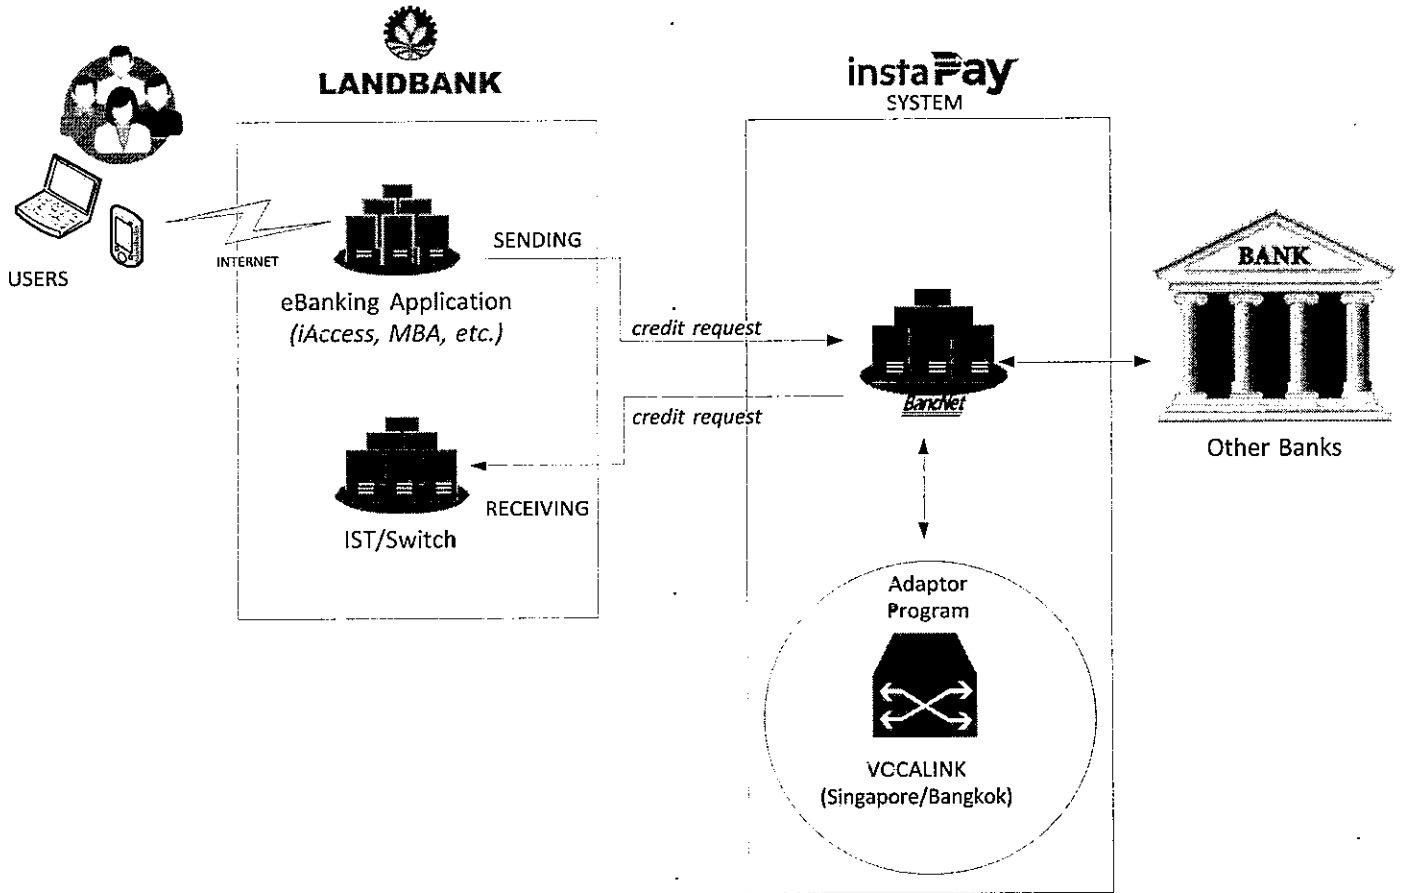 LANDBANK
instaPay
SYSTEM
USERS
INTERNET
SENDING
eBanking Application
(iAccess, MBA, etc.)
credit request
credit request
BancNet
RECEIVING
IST/Switch
BANK
Other Banks
Adaptor
Program
VOCALINK
(Singapore/Bangkok)